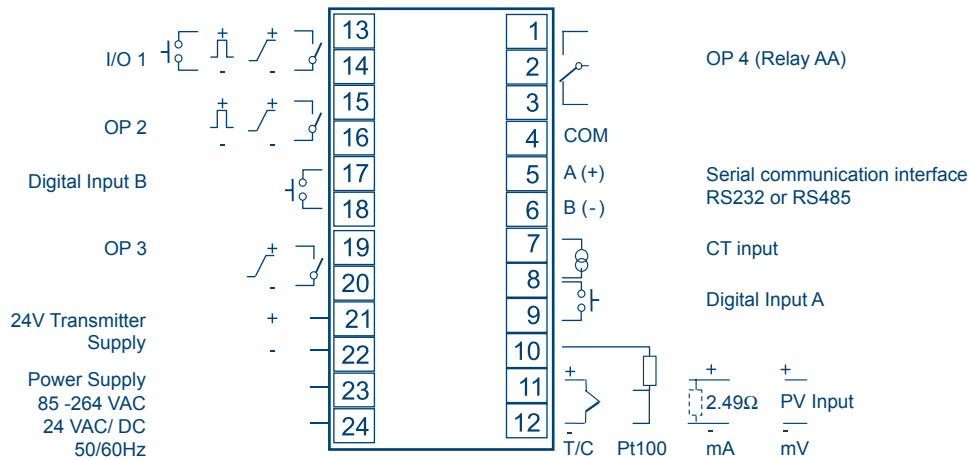 13
14
15
16
17
18
19
20
21
22
23
24
1
2
3
4
5
6
7
8
9
10
11
12
I/O 1
+ +
- -
OP 2
+ +
- -
Digital Input B
OP 3
+
-
24V Transmitter
Supply
+
-
Power Supply
85 -264 VAC
24 VAC/ DC
50/60Hz
OP 4 (Relay AA)
COM
A (+)
B (-)
Serial communication interface
RS232 or RS485
CT input
Digital Input A
+ + +
2.49Ω PV Input
- - -
T/C Pt100 mA mV